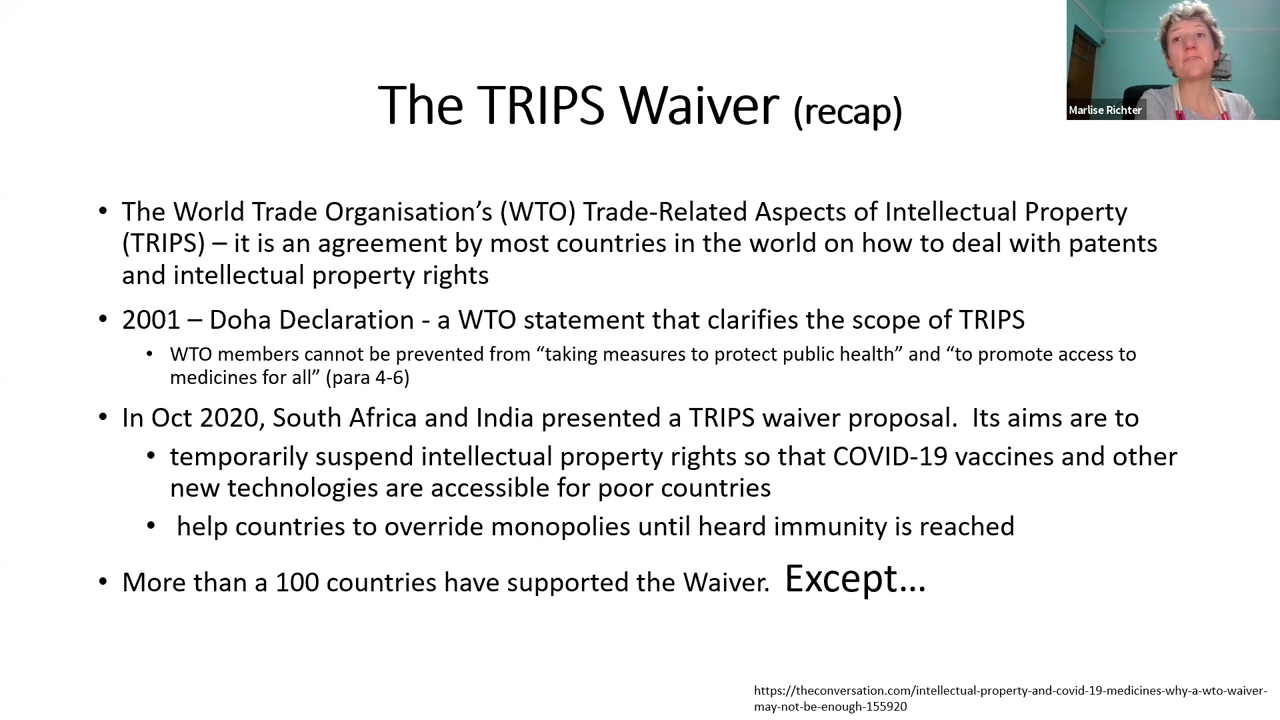 Marlise Richter
The TRIPS Waiver (recap)
• The World Trade Organisation’s (WTO) Trade-Related Aspects of Intellectual Property
(TRIPS) – it is an agreement by most countries in the world on how to deal with patents
and intellectual property rights
• 2001 – Doha Declaration - a WTO statement that clarifies the scope of TRIPS
• WTO members cannot be prevented from “taking measures to protect public health” and “to promote access to
medicines for all” (para 4-6)
• In Oct 2020, South Africa and India presented a TRIPS waiver proposal.  Its aims are to
• temporarily suspend intellectual property rights so that COVID-19 vaccines and other
new technologies are accessible for poor countries
• help countries to override monopolies until heard immunity is reached
• More than a 100 countries have supported the Waiver.  Except...
https://theconversation.com/intellectual-property-and-covid-19-medicines-why-a-wto-waiver-
may-not-be-enough-155920